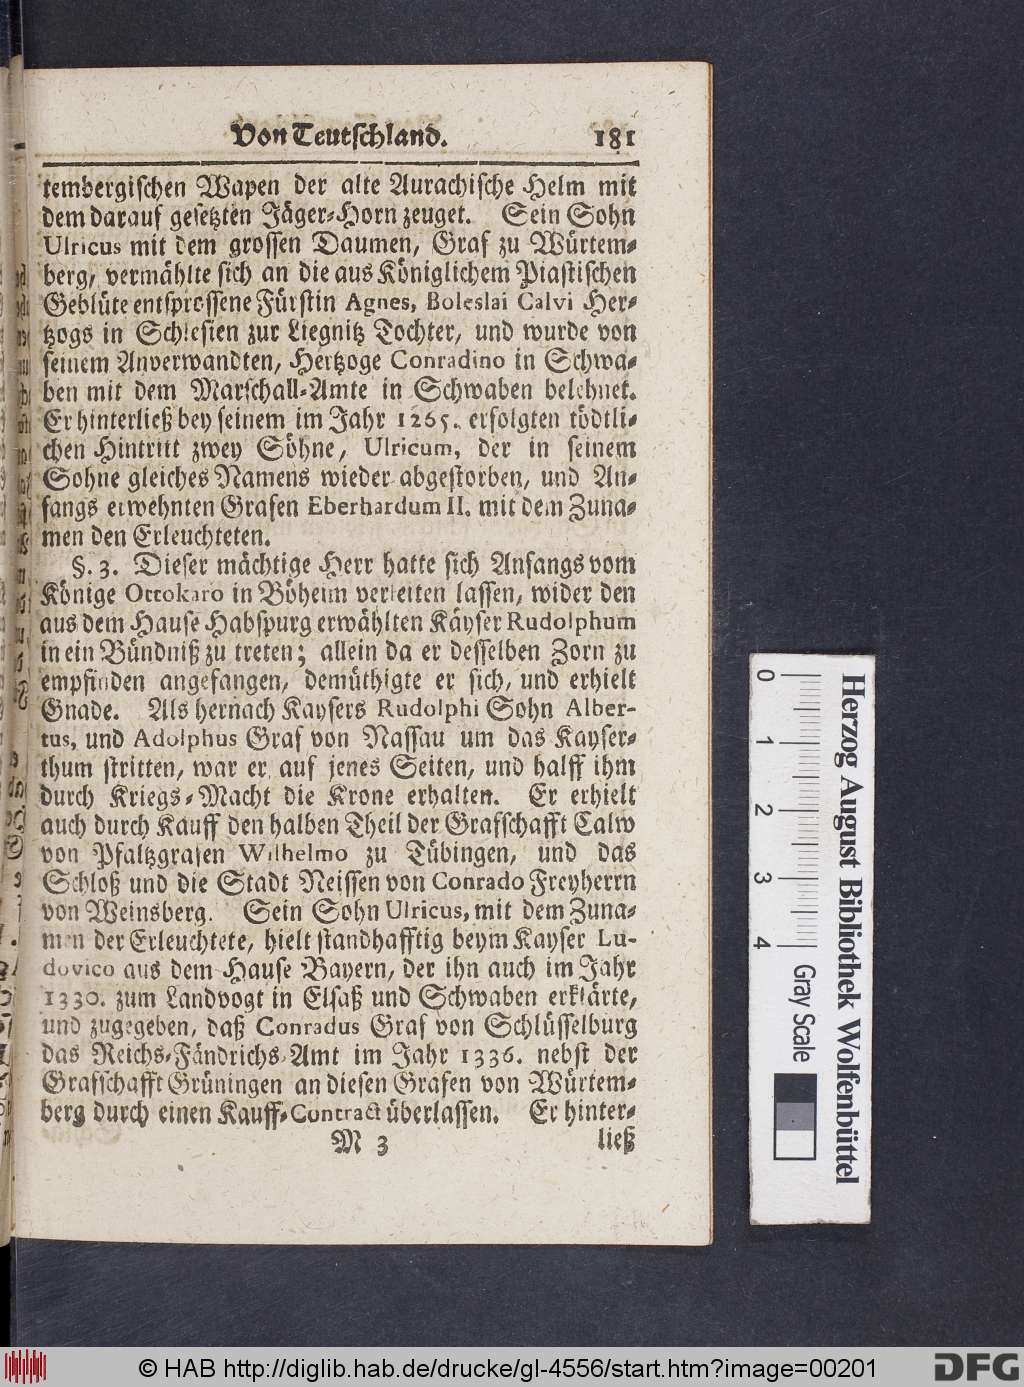 Von Teutschland. 181
tembergischen Wapen der alte Aurachische Helm mit
dem darauf gesetzten Jäger-Horn zeuget. Sein Sohn
Ulricus mit dem grossen Daumen, Graf zu Würtem-
berg, vermählte sich an die aus Königlichem Piastischen
Geblüte entsprossene Fürstin Agnes, Boleslai Calvi Her-
tzogs in Schlesien zur Liegnitz Tochter, und wurde von
seinem Anverwandten, Hertzoge Conradino in Schwa-
ben mit dem Marschall-Amte in Schwaben belehnet.
Er hinterließ bey seinem im Jahr 1265. erfolgten tödtli-
chen Hintritt zwey Söhne, Ulricum, der in seinem
Sohne gleiches Namens wieder abgestorben, und An-
fangs erwehnten Grafen Eberhardum II. mit dem Zuna-
men den Erleuchteten.
§. 3. Dieser mächtige Herr hatte sich Anfangs vom
Könige Ottokaro in Böheim verleiten lassen, wider den
aus dem Hause Habspurg erwählten Käyser Rudolphum
in ein Bündniß zu treten; allein da er desselben Zorn zu
empfinden angefangen, demüthigte er sich, und erhielt
Gnade. Als hernach Kaysers Rudolphi Sohn Alber-
tus, und Adolphus Graf von Nassau um das Kayser-
thum stritten, war er auf jenes Seiten, und halff ihm
durch Kriegs-Macht die Krone erhalten. Er erhielt
auch durch Kauff den halben Theil der Grafschafft Calw
von Pfaltzgrafen Wilhelmo zu Tübingen, und das
Schloß und die Stadt Neissen von Conrado Freyherrn
von Weinsberg. Sein Sohn Ulricus, mit dem Zuna-
men der Erleuchtete, hielt standhafftig beym Kayser Lu-
dovico aus dem Hause Bayern, der ihn auch im Jahr
1330. zum Landvogt in Elsaß und Schwaben erklärte,
und zugegeben, daß Conradus Graf von Schlüsselburg
das Reichs-Fändrichs-Amt im Jahr 1336. nebst der
Grafschafft Grüningen an diesen Grafen von Würtem-
berg durch einen Kauff-Contract überlassen. Er hinter-
M 3 ließ
0 1 2 3 4 Gray Scale
Herzog August Bibliothek Wolfenbüttel
© HAB http://diglib.hab.de/drucke/gl-4556/start.htm?image=00201
DFG